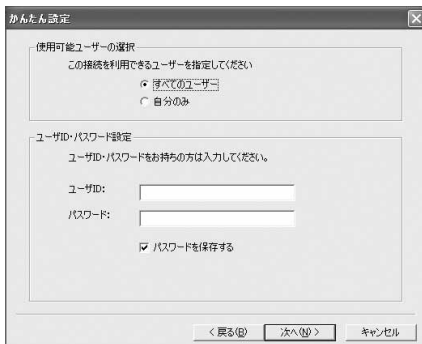 かんたん設定
使用可能ユーザーの選択
この接続を利用できるユーザーを指定してください
すべてのユーザー
自分のみ
ユーザID・パスワード設定
ユーザID・パスワードをお持ちの方は入力してください。
ユーザID:
パスワード:
パスワードを保存する
< 戻る(B)
次へ(N) >
キャンセル